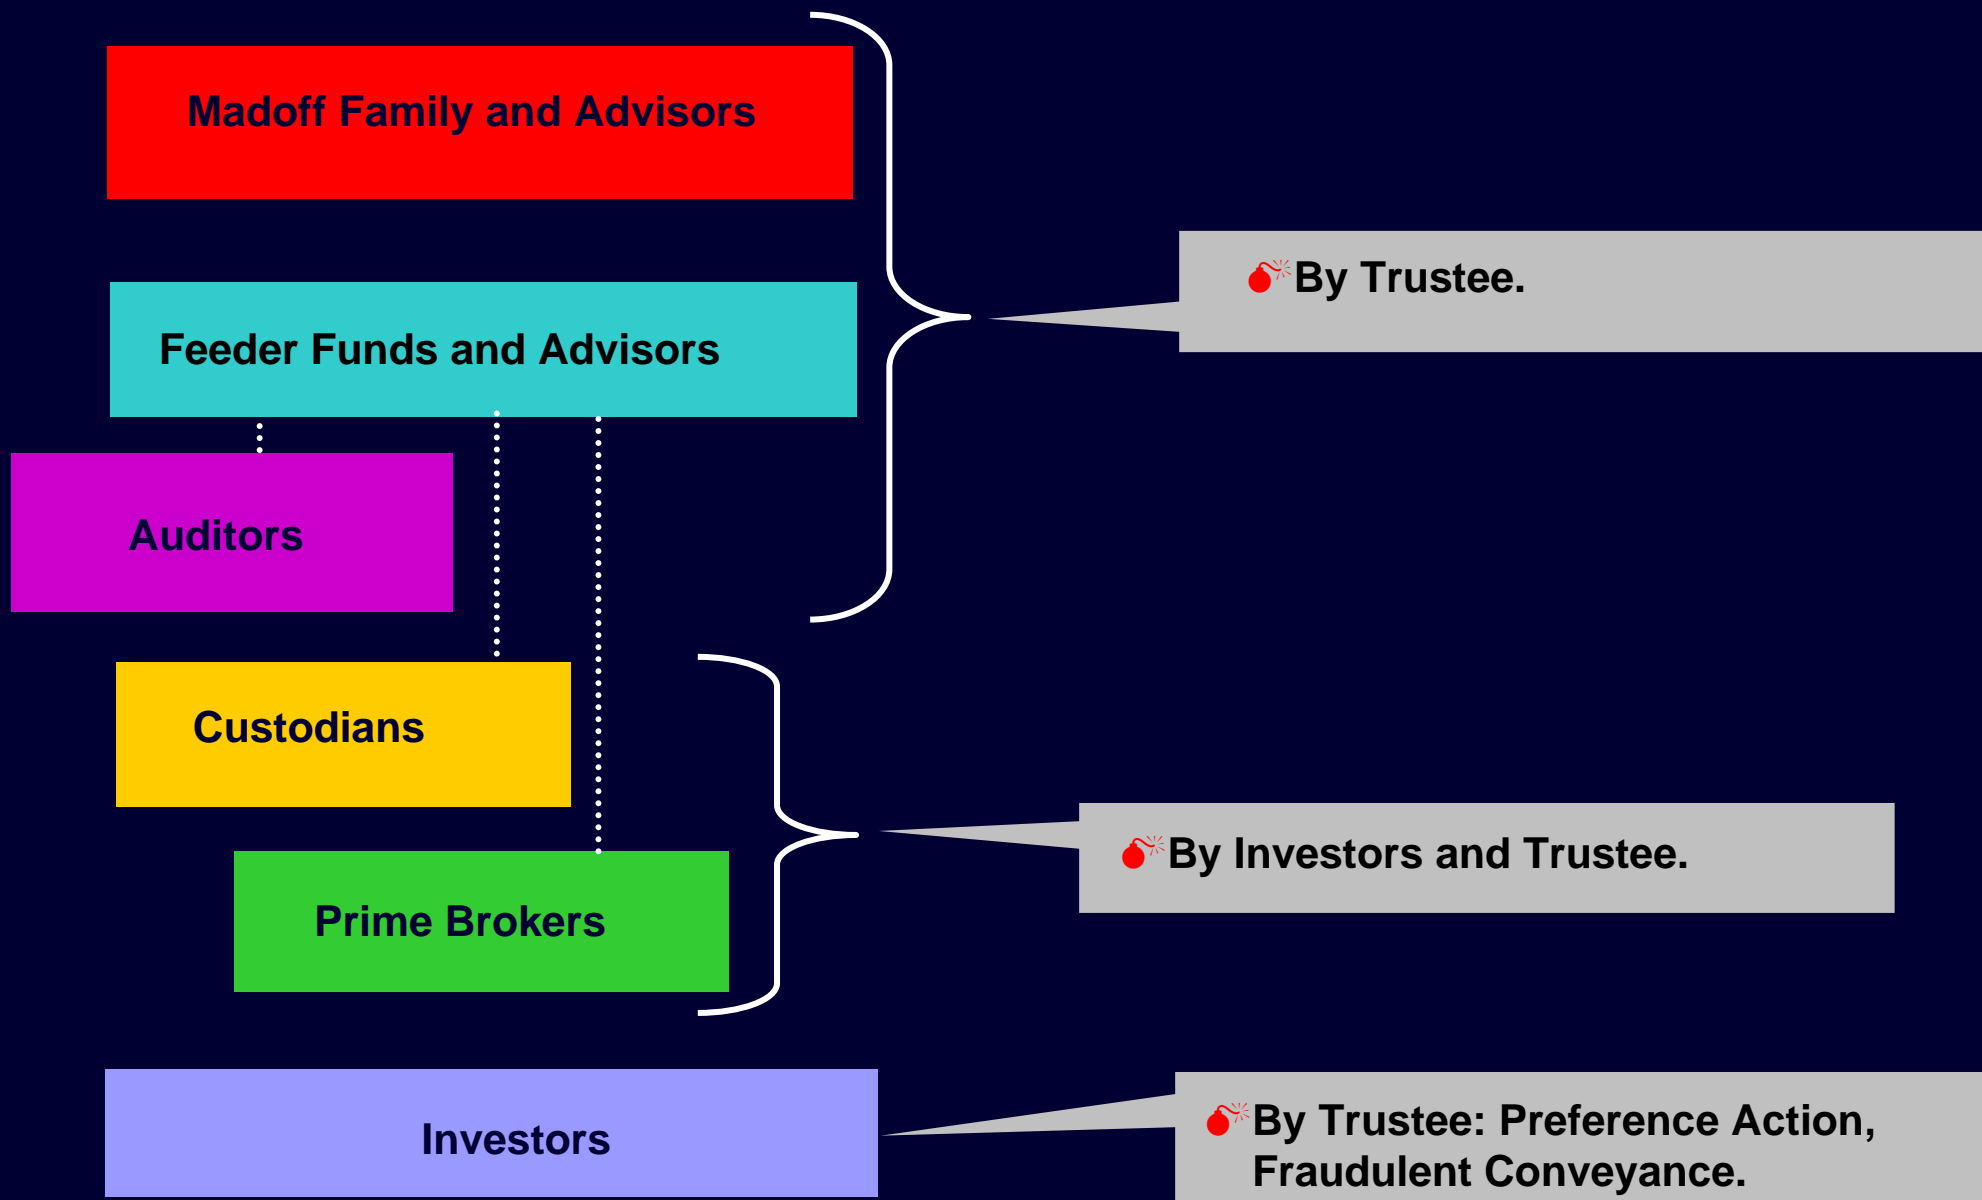 Madoff Family and Advisors
By Trustee.
Feeder Funds and Advisors
Auditors
Custodians
By Investors and Trustee.
Prime Brokers
Investors
By Trustee: Preference Action,
Fraudulent Conveyance.